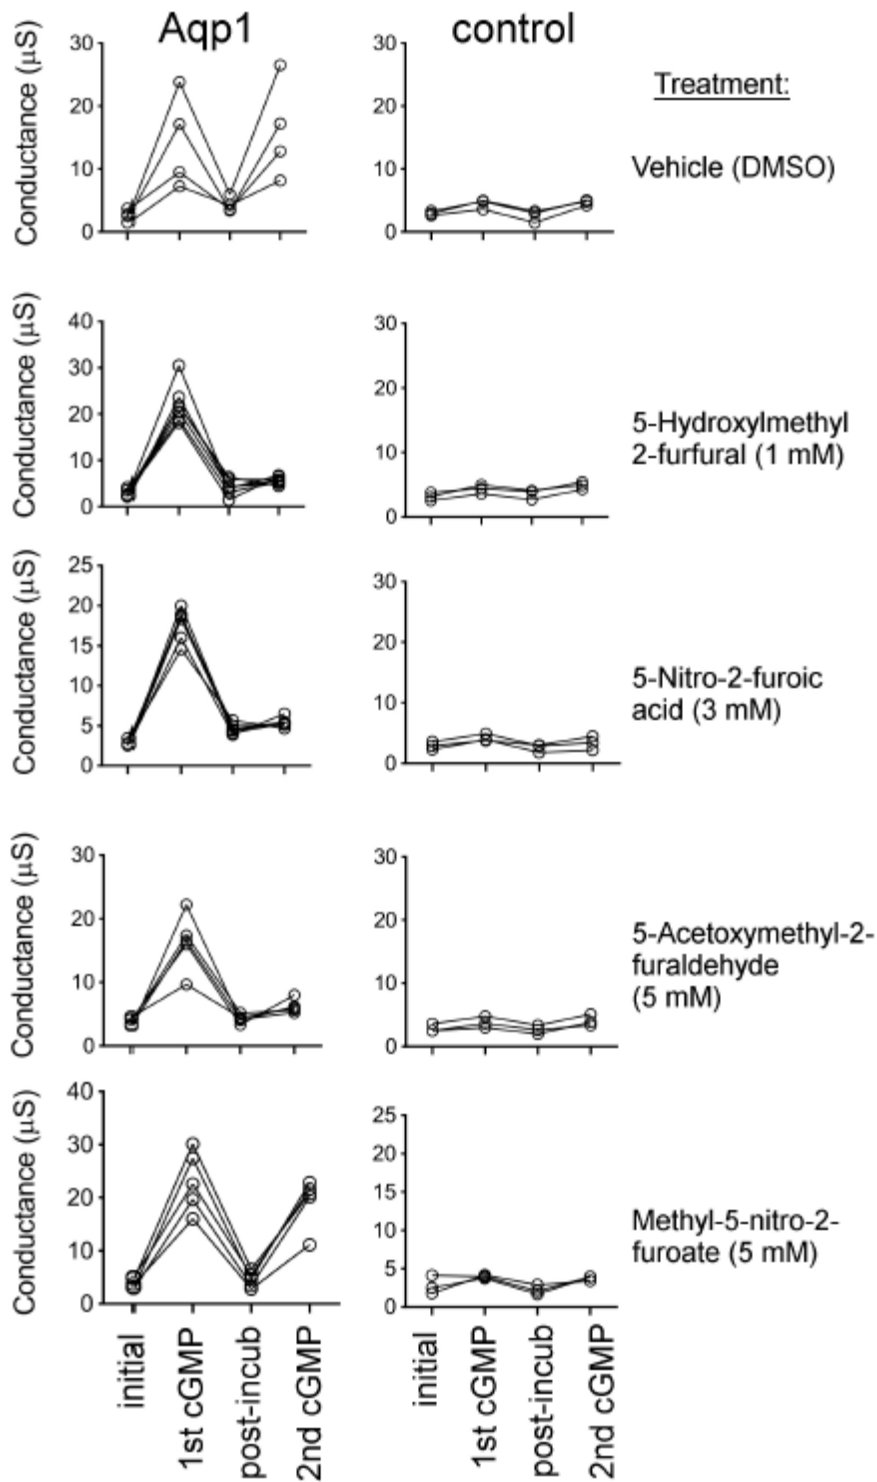 Aqp1 control
Treatment:
Conductance (μS)
30
20
10
0
30
20
10
0
Vehicle (DMSO)
Conductance (μS)
40
30
20
10
0
30
20
10
0
5-Hydroxylmethyl
2-furfural (1 mM)
Conductance (μS)
25
20
15
10
5
0
30
20
10
0
5-Nitro-2-furoic
acid (3 mM)
Conductance (μS)
30
20
10
0
30
20
10
0
5-Acetoxymethyl-2-
furaldehyde
(5 mM)
Conductance (μS)
40
30
20
10
0
25
20
15
10
5
0
Methyl-5-nitro-2-
furoate (5 mM)
initial
1st cGMP
post-incub
2nd cGMP
initial
1st cGMP
post-incub
2nd cGMP